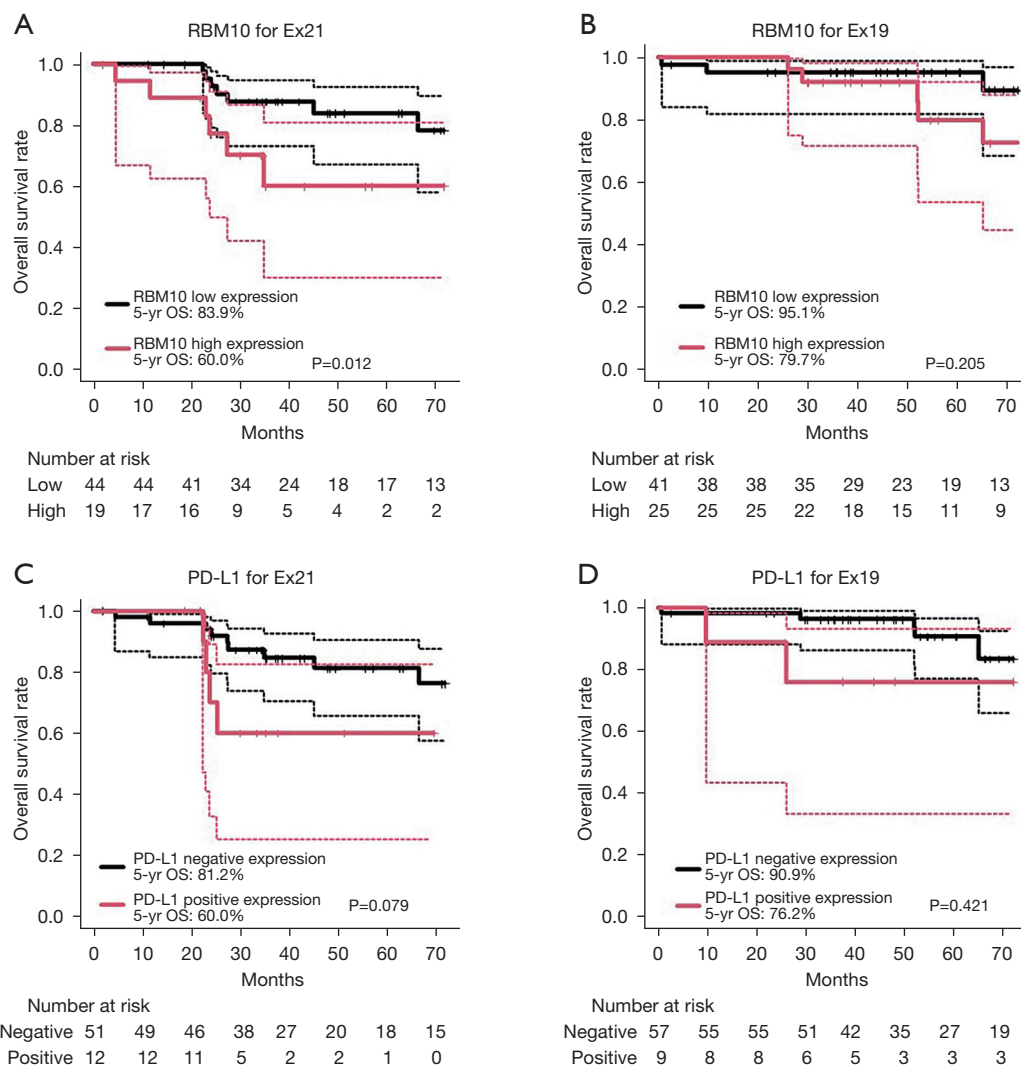 A
RBM10 for Ex21
Overall survival rate
1.0
0.8
0.6
0.4
0.2
0.0
RBM10 low expression
5-yr OS: 83.9%
RBM10 high expression
5-yr OS: 60.0%
P=0.012
0 10 20 30 40 50 60 70
Months
Number at risk
Low 44 44 41 34 24 18 17 13
High 19 17 16 9 5 4 2 2
B
RBM10 for Ex19
Overall survival rate
1.0
0.8
0.6
0.4
0.2
0.0
RBM10 low expression
5-yr OS: 95.1%
RBM10 high expression
5-yr OS: 79.7%
P=0.205
0 10 20 30 40 50 60 70
Months
Number at risk
Low 41 38 38 35 29 23 19 13
High 25 25 25 22 18 15 11 9
C
PD-L1 for Ex21
Overall survival rate
1.0
0.8
0.6
0.4
0.2
0.0
PD-L1 negative expression
5-yr OS: 81.2%
PD-L1 positive expression
5-yr OS: 60.0%
P=0.079
0 10 20 30 40 50 60 70
Months
Number at risk
Negative 51 49 46 38 27 20 18 15
Positive 12 12 11 5 2 2 1 0
D
PD-L1 for Ex19
Overall survival rate
1.0
0.8
0.6
0.4
0.2
0.0
PD-L1 negative expression
5-yr OS: 90.9%
PD-L1 positive expression
5-yr OS: 76.2%
P=0.421
0 10 20 30 40 50 60 70
Months
Number at risk
Negative 57 55 55 51 42 35 27 19
Positive 9 8 8 6 5 3 3 3